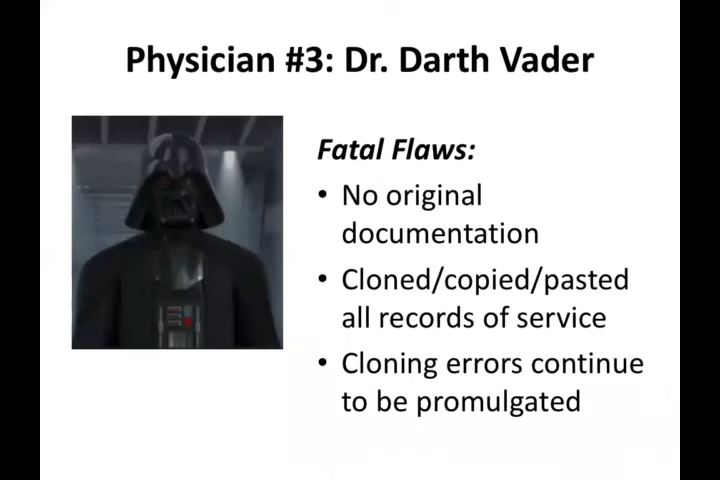 Physician #3: Dr. Darth Vader
Fatal Flaws:
• No original
documentation
• Cloned/copied/pasted
all records of service
• Cloning errors continue
to be promulgated